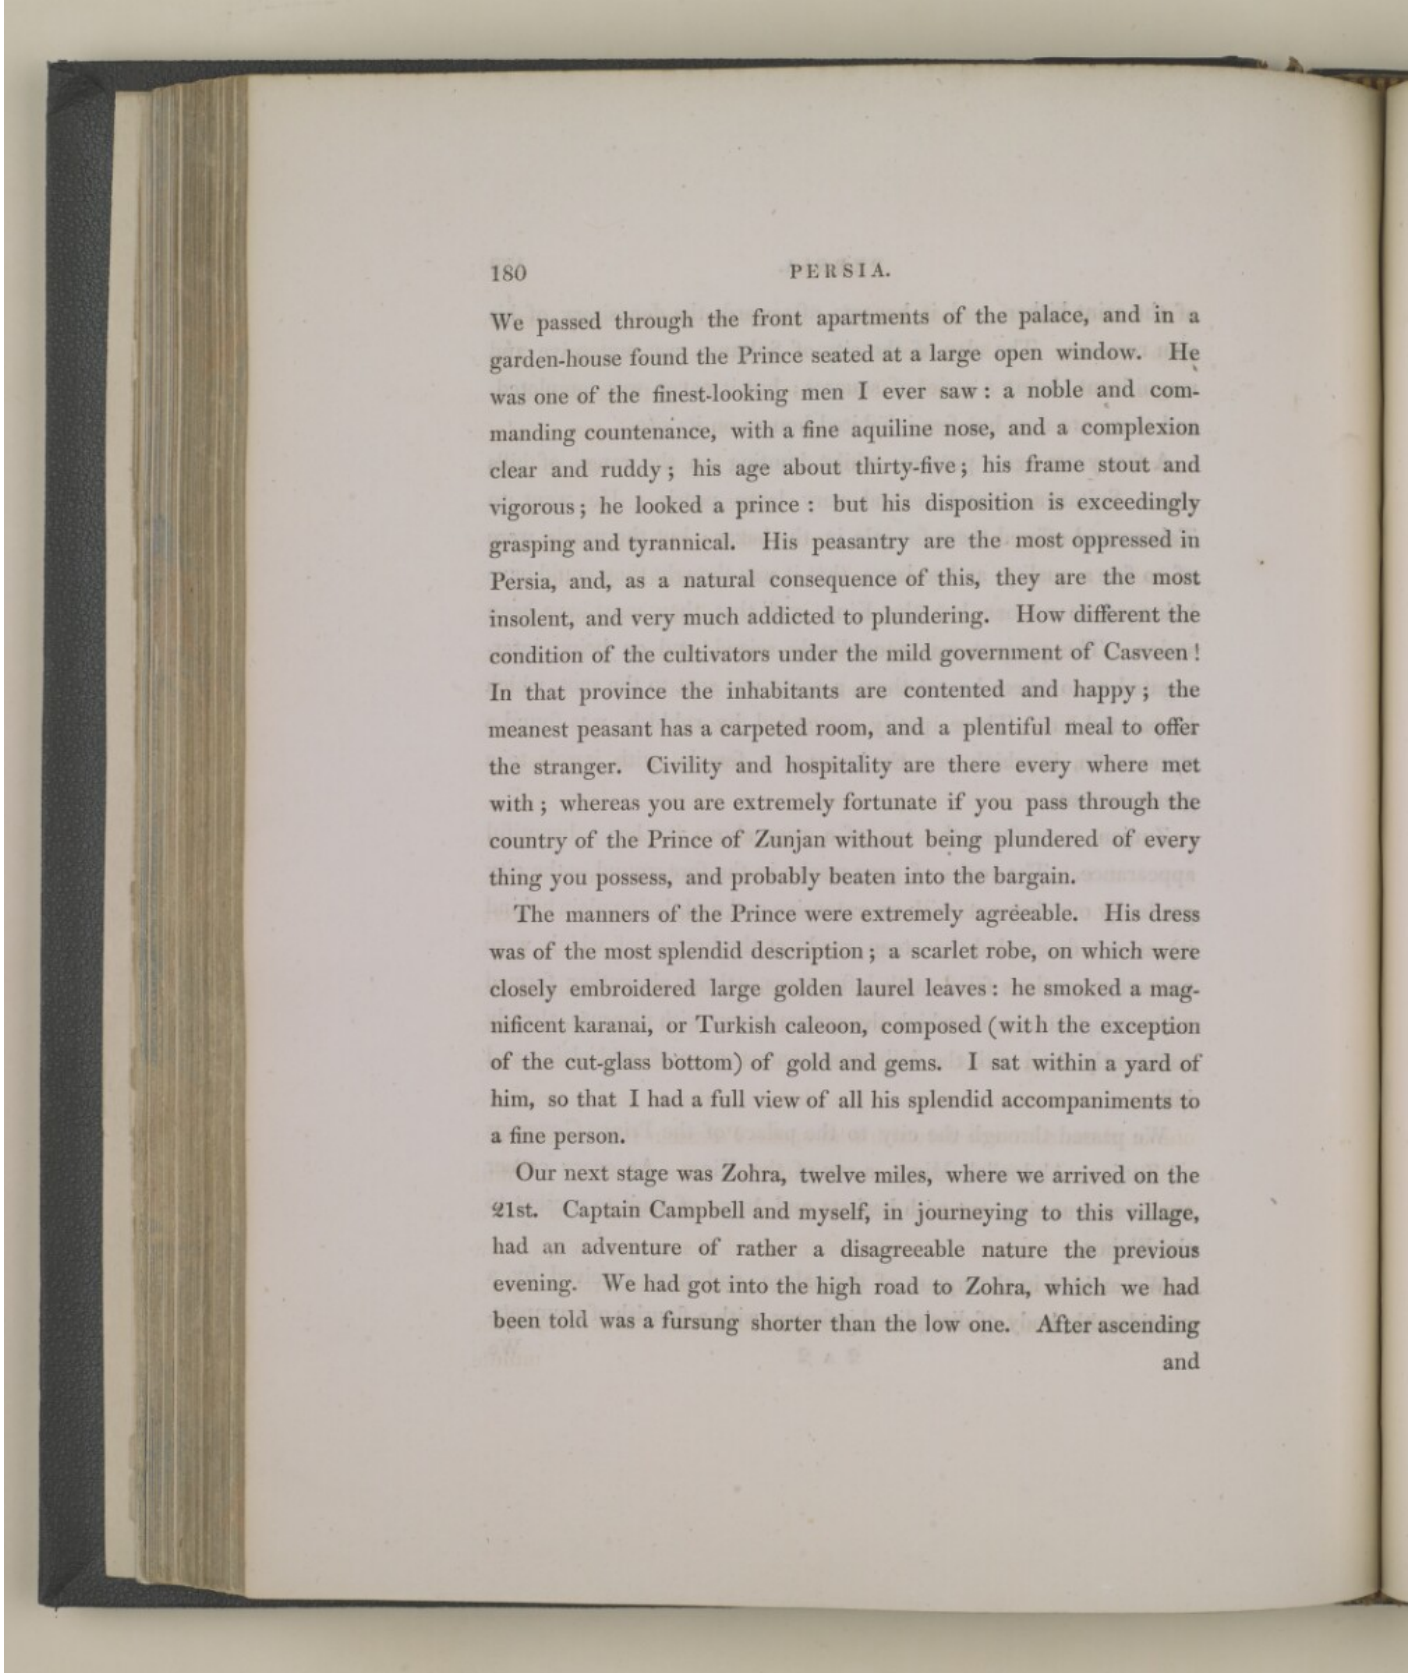 180 PERSIA.
We passed through the front apartments of the palace, and in a
garden-house found the Prince seated at a large open window. He
was one of the finest-looking men I ever saw : a noble and com-
manding countenance, with a fine aquiline nose, and a complexion
clear and ruddy ; his age about thirty-five ; his frame stout and
vigorous ; he looked a prince : but his disposition is exceedingly
grasping and tyrannical. His peasantry are the most oppressed in
Persia, and, as a natural consequence of this, they are the most
insolent, and very much addicted to plundering. How different the
condition of the cultivators under the mild government of Casveen !
In that province the inhabitants are contented and happy ; the
meanest peasant has a carpeted room, and a plentiful meal to offer
the stranger. Civility and hospitality are there every where met
with ; whereas you are extremely fortunate if you pass through the
country of the Prince of Zunjan without being plundered of every
thing you possess, and probably beaten into the bargain.
The manners of the Prince were extremely agreeable. His dress
was of the most splendid description ; a scarlet robe, on which were
closely embroidered large golden laurel leaves : he smoked a mag-
nificent karanai, or Turkish caleoon, composed (with the exception
of the cut-glass bottom) of gold and gems. I sat within a yard of
him, so that I had a full view of all his splendid accompaniments to
a fine person.
Our next stage was Zohra, twelve miles, where we arrived on the
21st. Captain Campbell and myself, in journeying to this village,
had an adventure of rather a disagreeable nature the previous
evening. We had got into the high road to Zohra, which we had
been told was a fursung shorter than the low one. After ascending
and